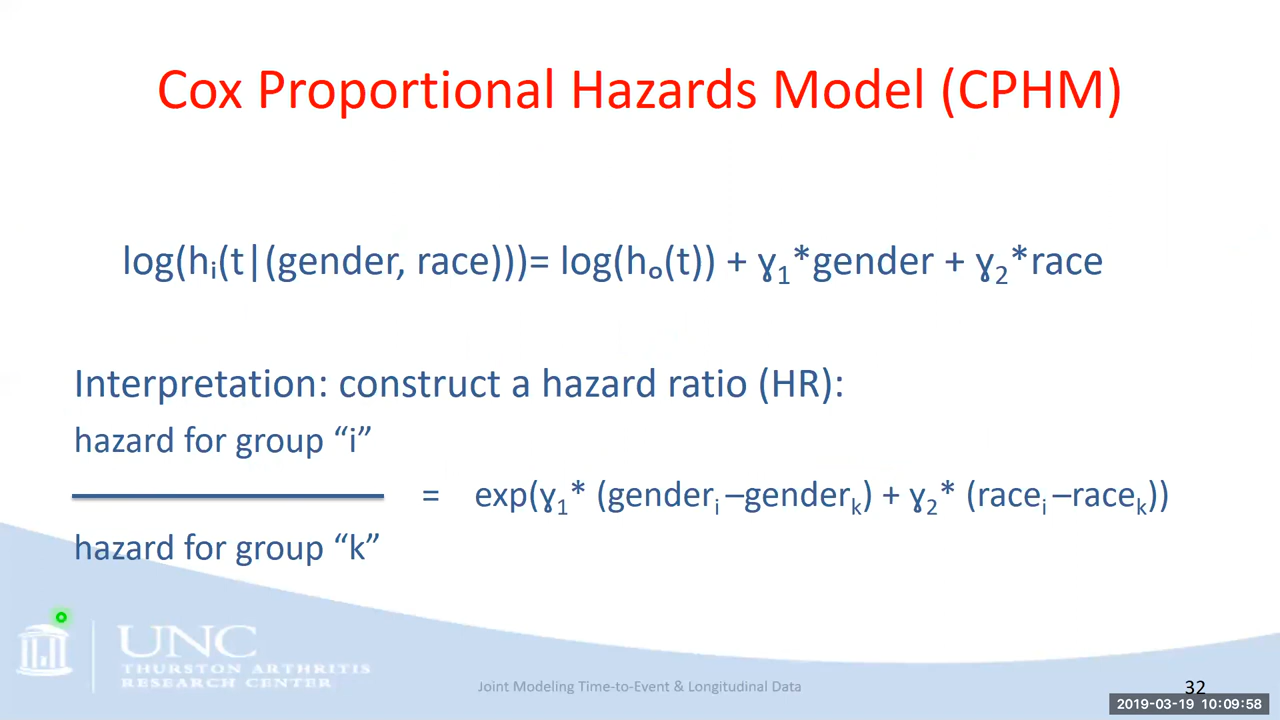 Cox Proportional Hazards Model (CPHM)
log(hᵢ(t|(gender, race)))= log(hₒ(t)) + ɣ₁*gender + ɣ₂*race
Interpretation: construct a hazard ratio (HR):
hazard for group “i”
= exp(ɣ₁* (genderᵢ –genderₖ) + ɣ₂* (raceᵢ –raceₖ))
hazard for group “k”
UNC
THURSTON ARTHRITIS
RESEARCH CENTER
Joint Modeling Time-to-Event & Longitudinal Data
32
2019-03-19 10:09:58